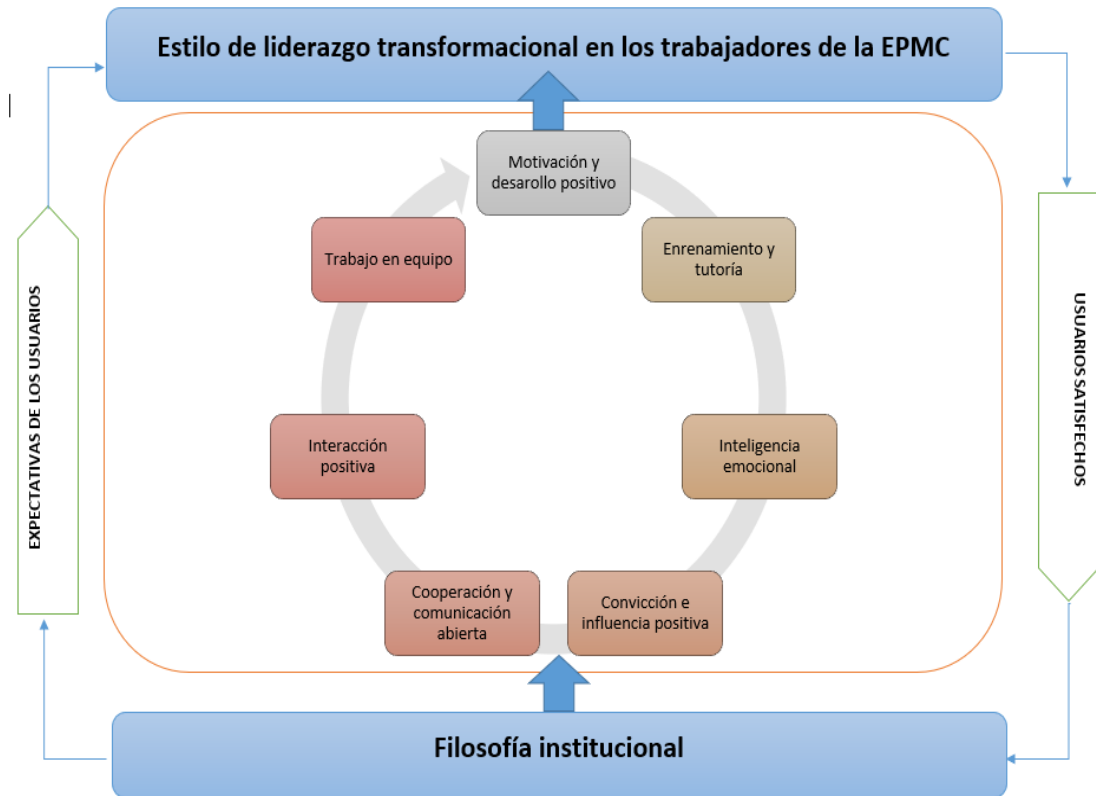 Estilo de liderazgo transformacional en los trabajadores de la EPMC
Motivación y
desarollo positivo
Enrenamiento y
tutoría
Inteligencia
emocional
Convicción e
influencia positiva
Cooperación y
comunicación
abierta
Interacción
positiva
Trabajo en equipo
EXPECTATIVAS DE LOS USUARIOS
USUARIOS SATISFECHOS
Filosofía institucional